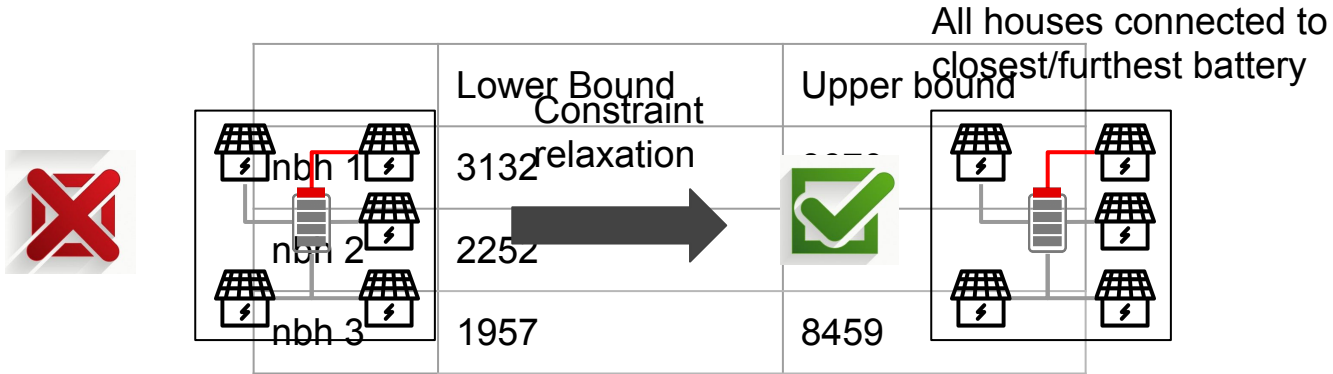 All houses connected to
closest/furthest battery
Lower Bound
Upper bound
Constraint
relaxation
nbh 1
3132
nbh 2
2252
nbh 3
1957
8459